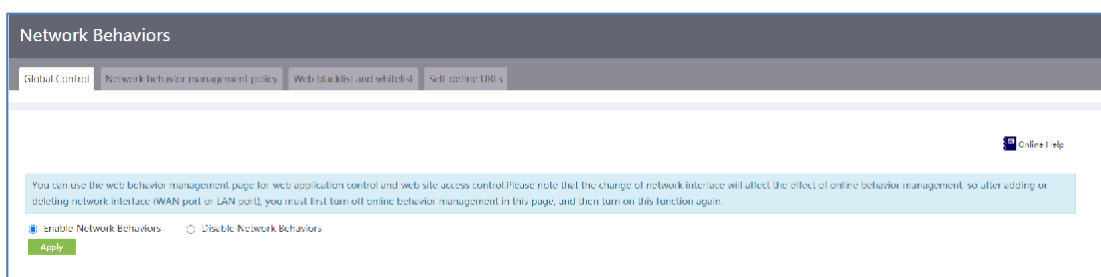 Network Behaviors
Global Control Network behavior management policy Web blacklist and whitelist Self-define URLs
Online Help
You can use the web behavior management page for web application control and web site access control.Please note that the change of network interface will affect the effect of online behavior management, so after adding or
deleting network interface (WAN port or LAN port), you must first turn off online behavior management in this page, and then turn on this function again.
Enable Network Behaviors Disable Network Behaviors
Apply